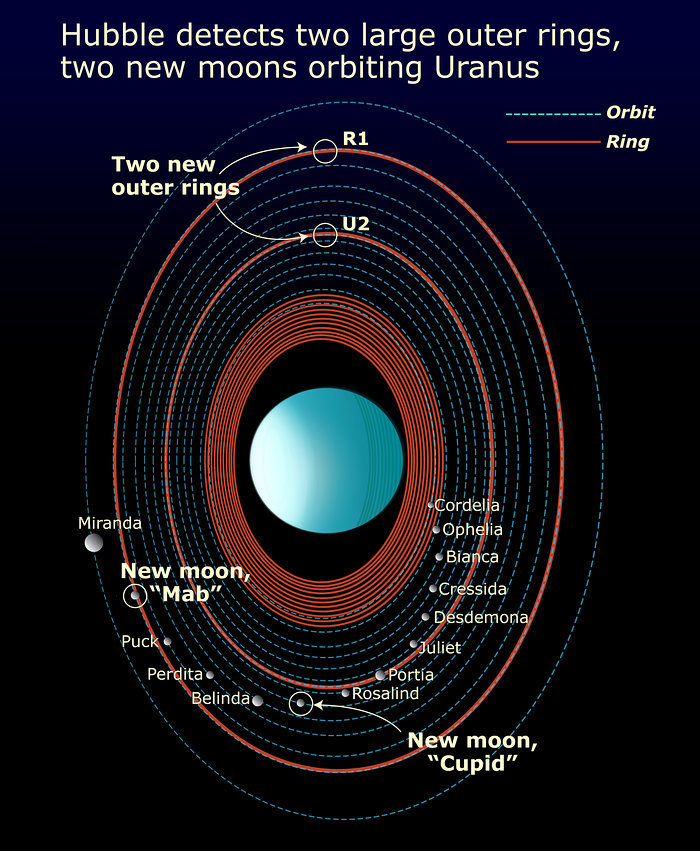 Hubble detects two large outer rings,
two new moons orbiting Uranus
Orbit
Ring
R1
Two new
outer rings
U2
Cordelia
Ophelia
Miranda
Bianca
New moon,
“Mab”
Cressida
Desdemona
Puck
Juliet
Perdita
Portia
Rosalind
Belinda
New moon,
“Cupid”